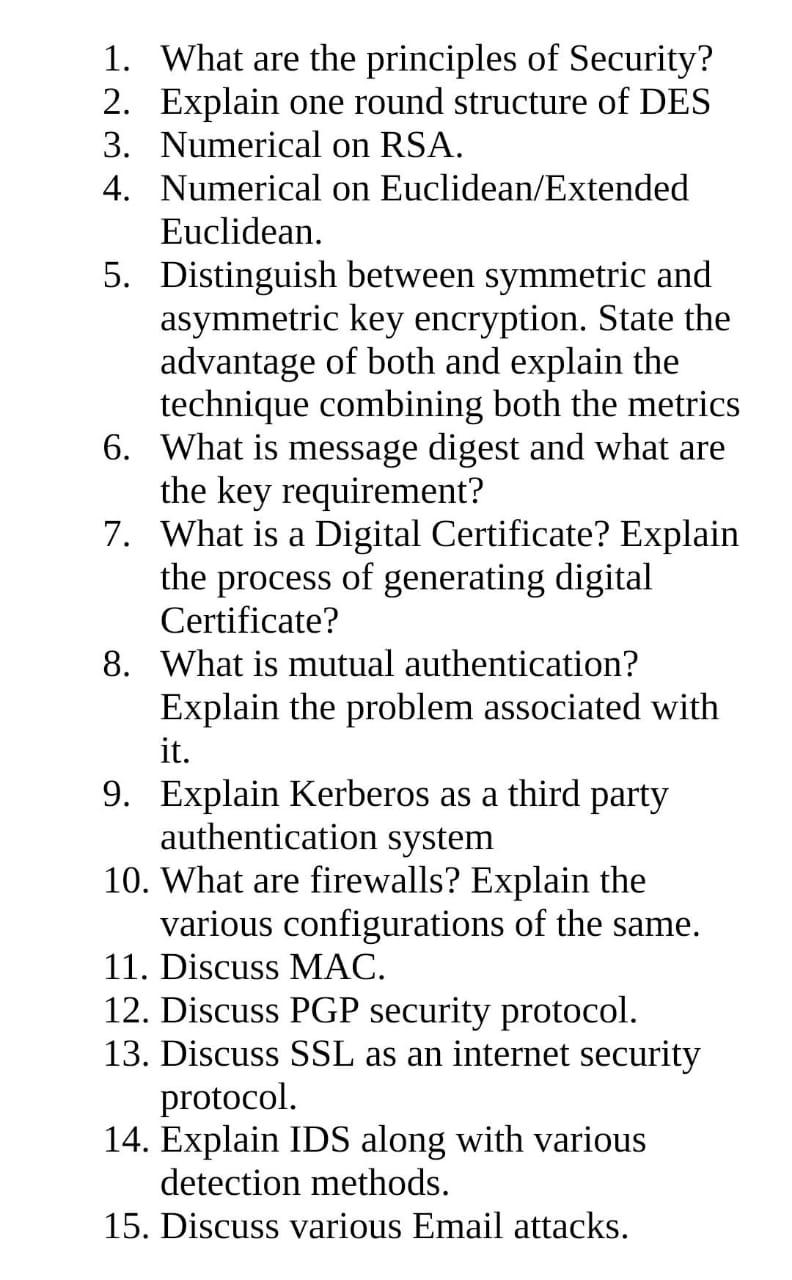 1. What are the principles of Security?
2. Explain one round structure of DES
3. Numerical on RSA.
4. Numerical on Euclidean/Extended
Euclidean.
5. Distinguish between symmetric and
asymmetric key encryption. State the
advantage of both and explain the
technique combining both the metrics
6. What is message digest and what are
the key requirement?
7. What is a Digital Certificate? Explain
the process of generating digital
Certificate?
8. What is mutual authentication?
Explain the problem associated with
it.
9. Explain Kerberos as a third party
authentication system
10. What are firewalls? Explain the
various configurations of the same.
11. Discuss MAC.
12. Discuss PGP security protocol.
13. Discuss SSL as an internet security
protocol.
14. Explain IDS along with various
detection methods.
15. Discuss various Email attacks.